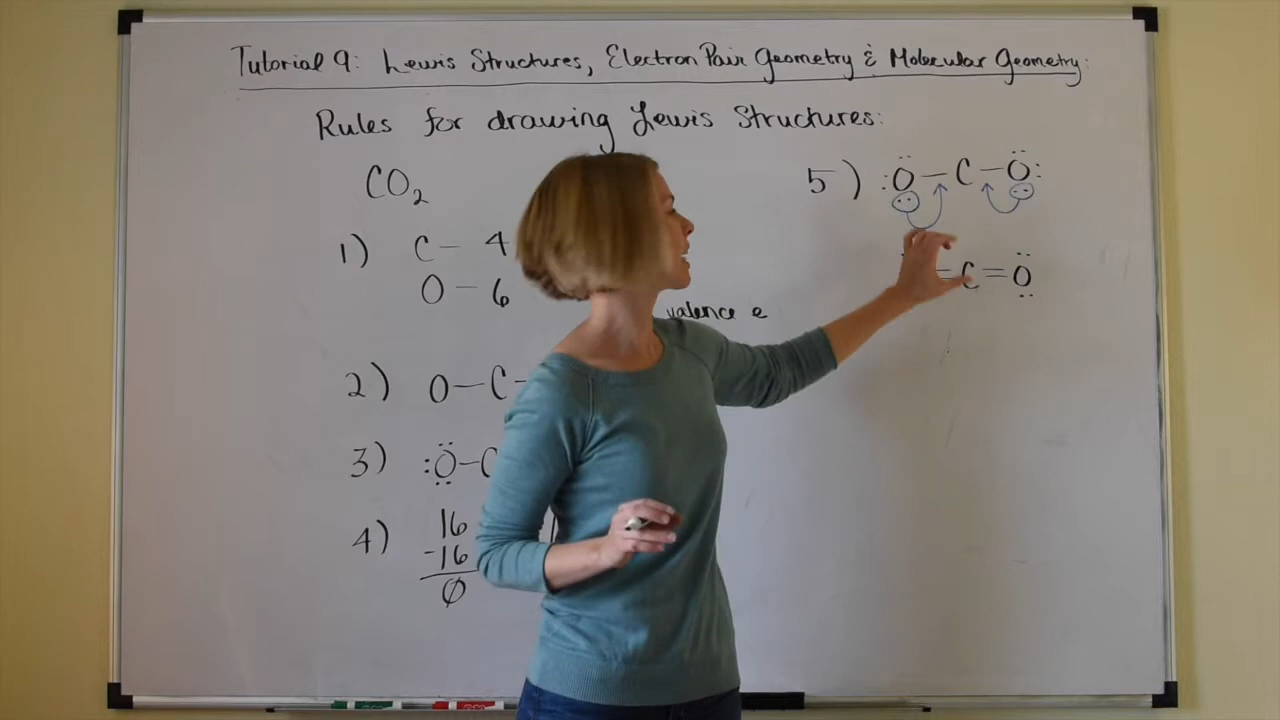 Tutorial 9: Lewis Structures, Electron Pair Geometry & Molecular Geometry:
Rules for drawing Lewis Structures:
CO₂
1) C – 4
O – 6
valence e
2) O–C–
3) :Ö–C
4) 16
-16
0
5) :Ö–C–Ö:
=C=Ö